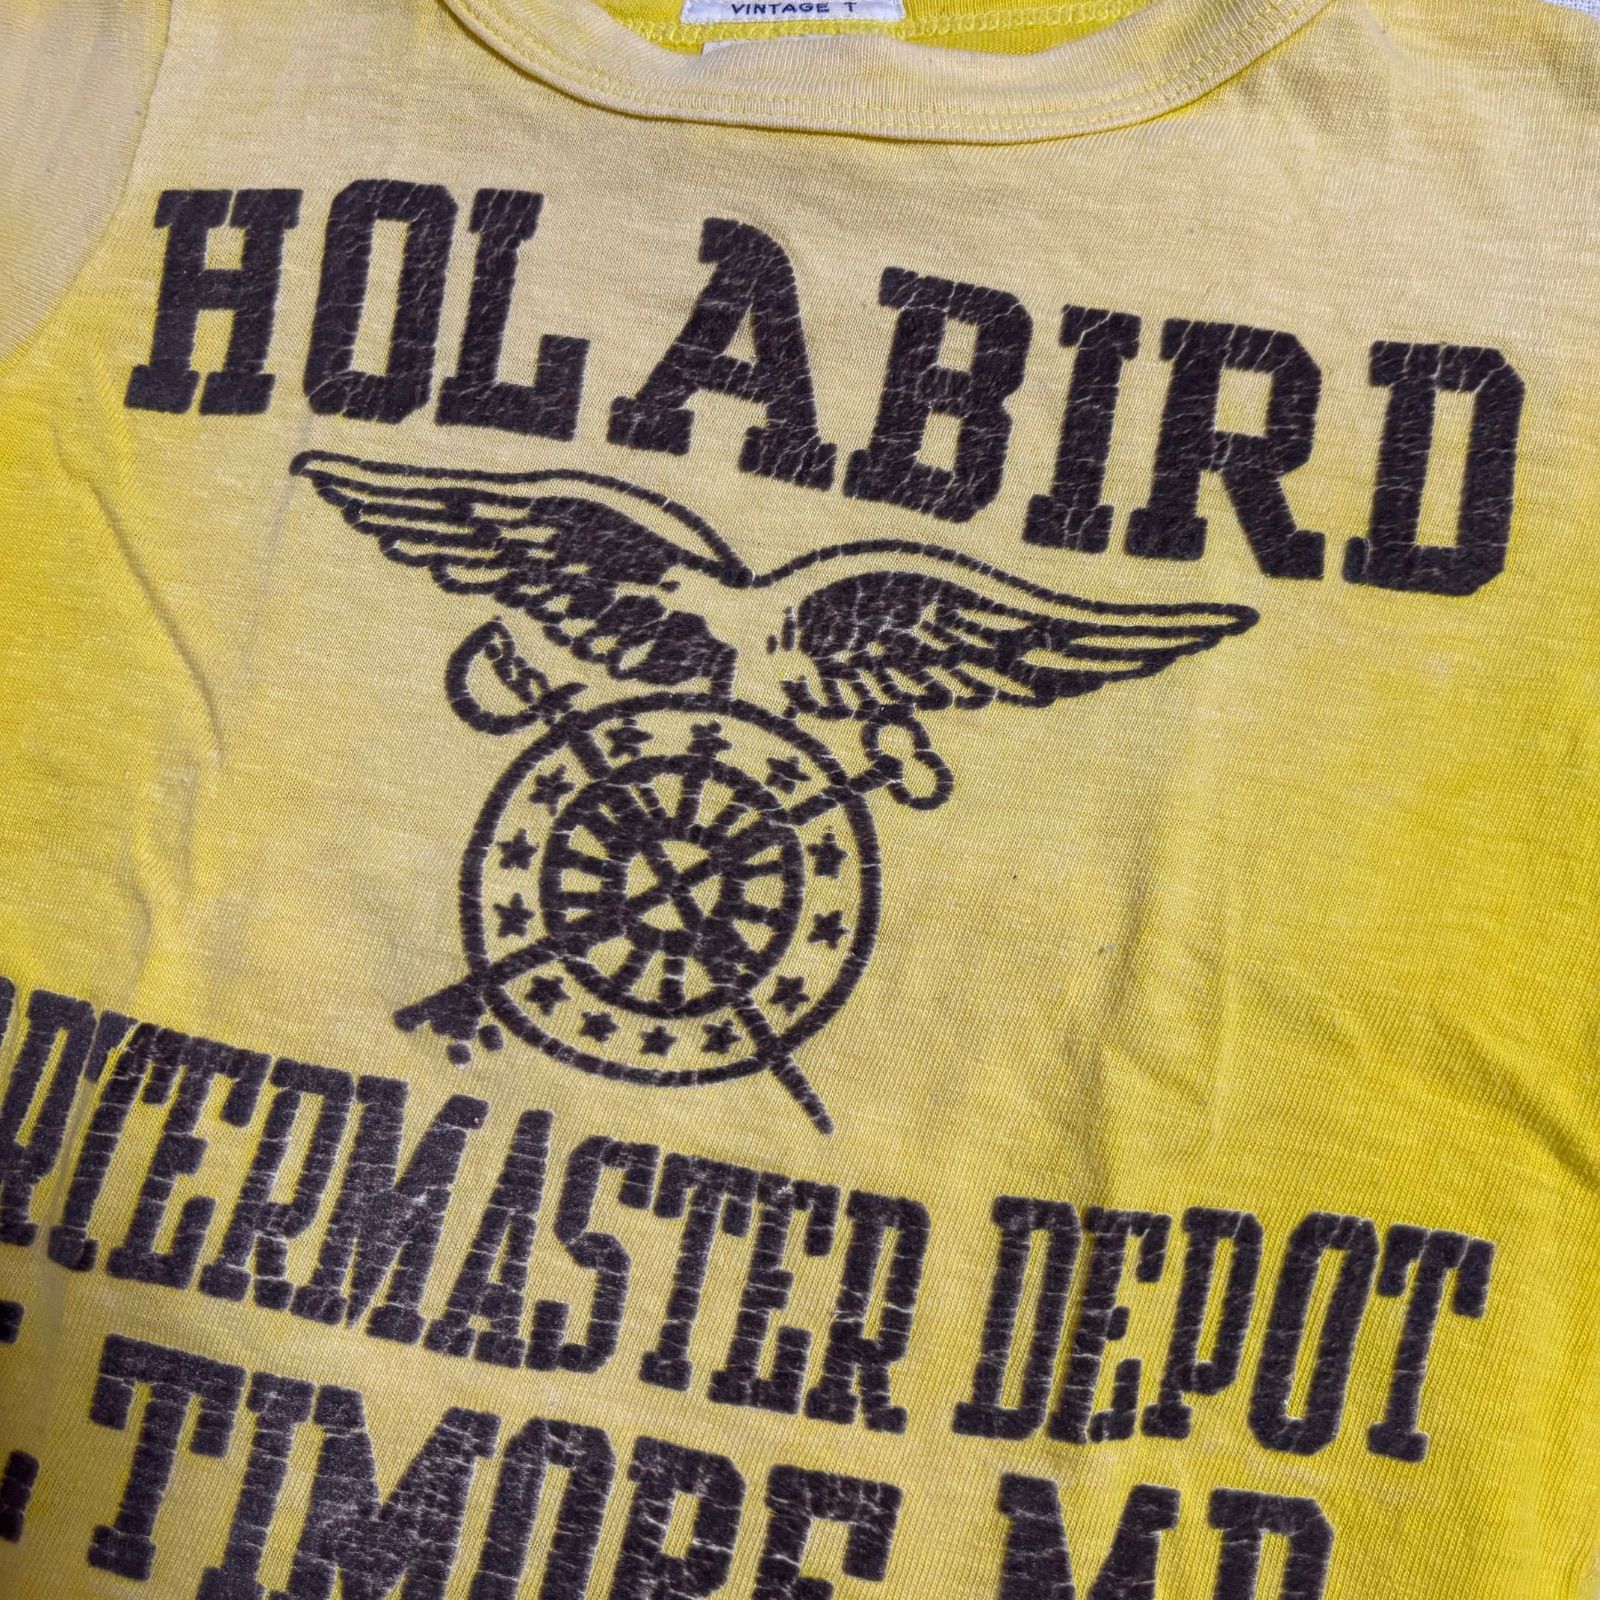 VINTAGE T
HOLABIRD
RTERMASTER DEPOT
TIMORE MD